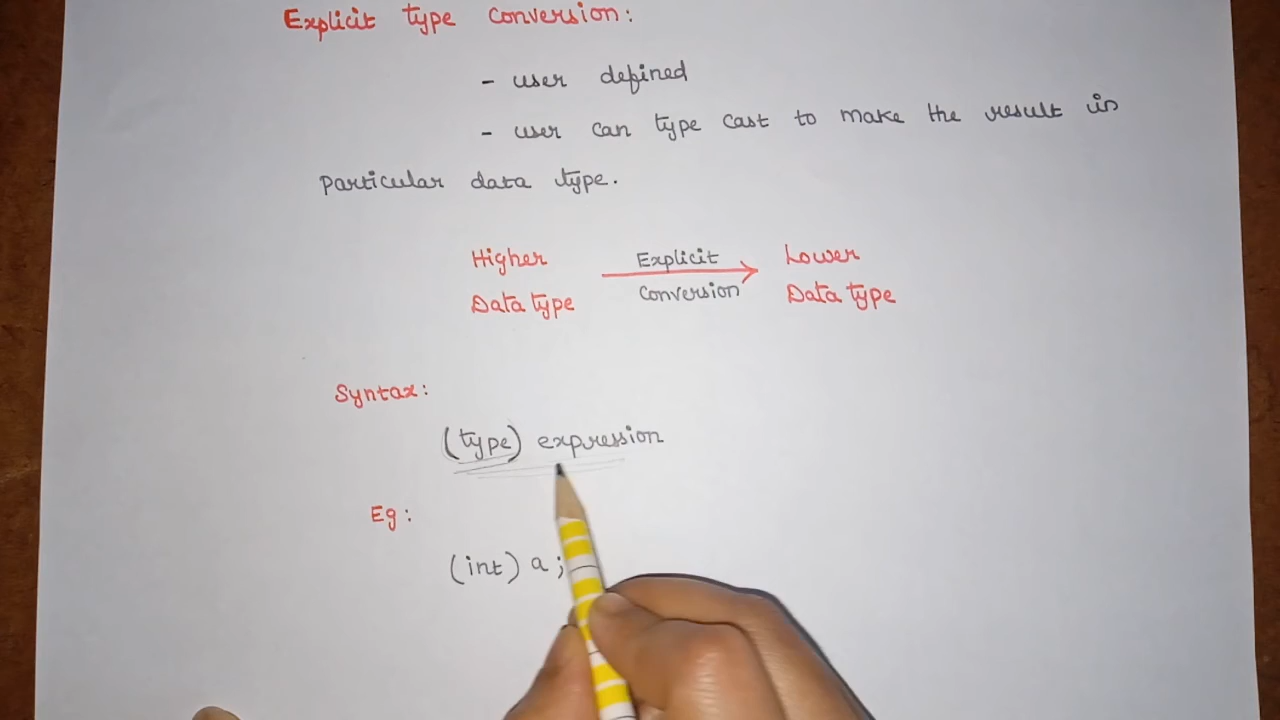 Explicit type conversion:
- user defined
- user can type cast to make the result in
particular data type.
Higher Explicit Lower
Data type conversion Data type
Syntax:
(type) expression
Eg:
(int) a;